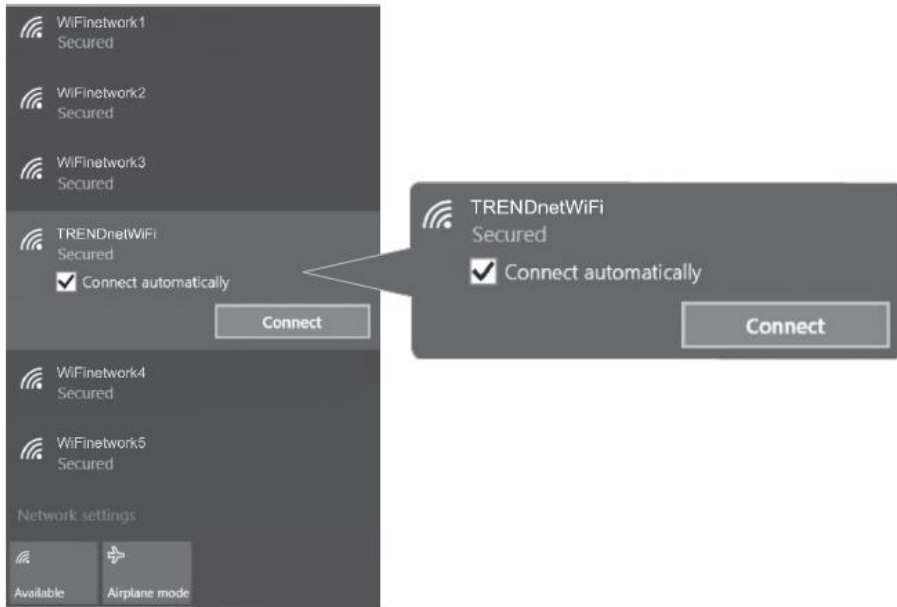 WiFinetwork1
Secured
WiFinetwork2
Secured
WiFinetwork3
Secured
TRENDnetWiFi
Secured
Connect automatically
Connect
WiFinetwork4
Secured
WiFinetwork5
Secured
Network settings
Available
Airplane mode
TRENDnetWiFi
Secured
Connect automatically
Connect